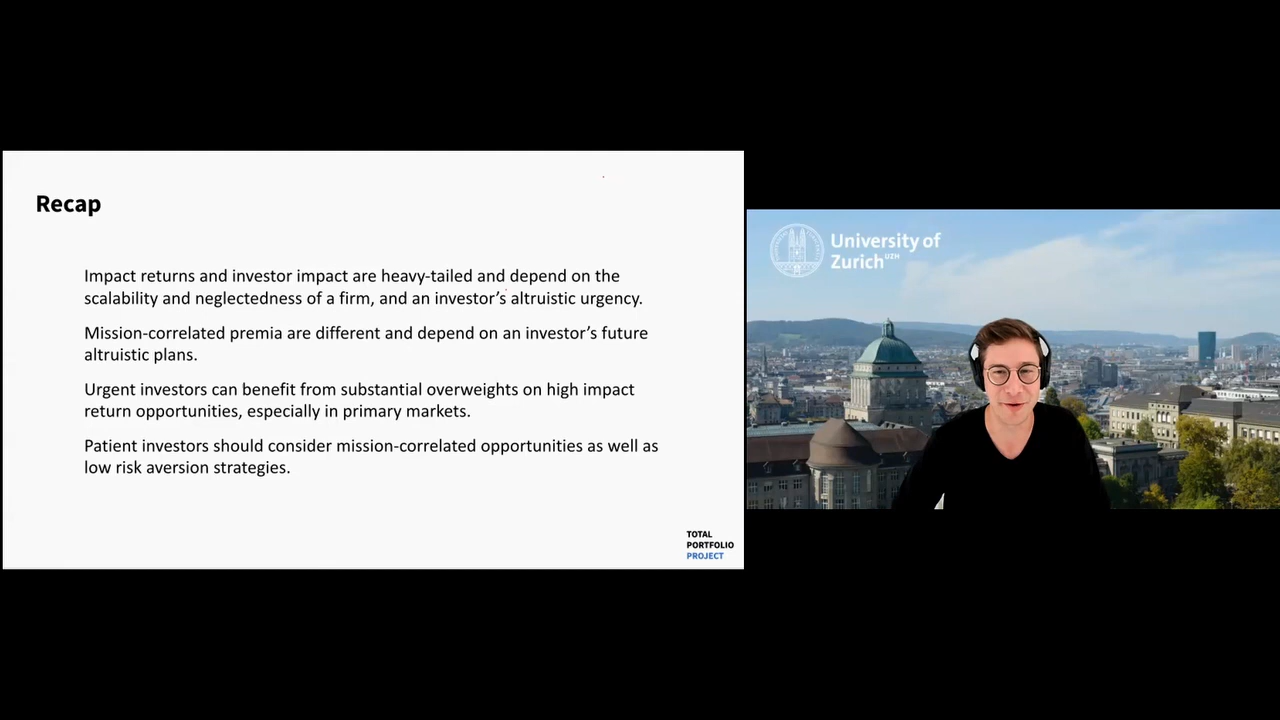 Recap
Impact returns and investor impact are heavy-tailed and depend on the
scalability and neglectedness of a firm, and an investor’s altruistic urgency.
Mission-correlated premia are different and depend on an investor’s future
altruistic plans.
Urgent investors can benefit from substantial overweights on high impact
return opportunities, especially in primary markets.
Patient investors should consider mission-correlated opportunities as well as
low risk aversion strategies.
TOTAL
PORTFOLIO
PROJECT
University of
Zurich UZH